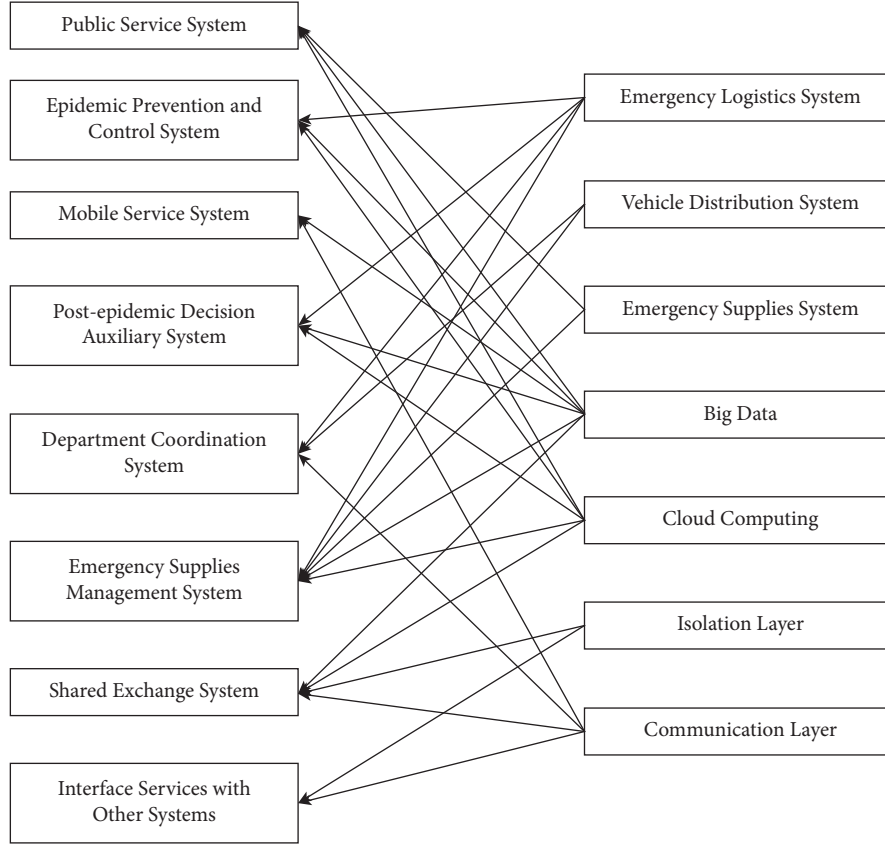 Public Service System
Epidemic Prevention and
Control System
Mobile Service System
Post-epidemic Decision
Auxiliary System
Department Coordination
System
Emergency Supplies
Management System
Shared Exchange System
Interface Services with
Other Systems
Emergency Logistics System
Vehicle Distribution System
Emergency Supplies System
Big Data
Cloud Computing
Isolation Layer
Communication Layer